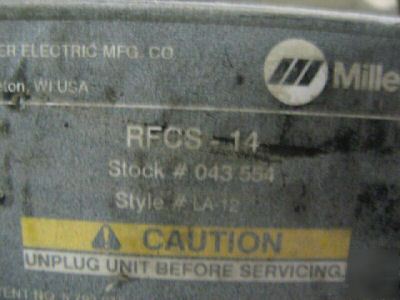 ER ELECTRIC MFG. CO
Mille
ton, WI USA
RFCS - 14
Stock # 043 554
Style # LA-12
CAUTION
UNPLUG UNIT BEFORE SERVICING.